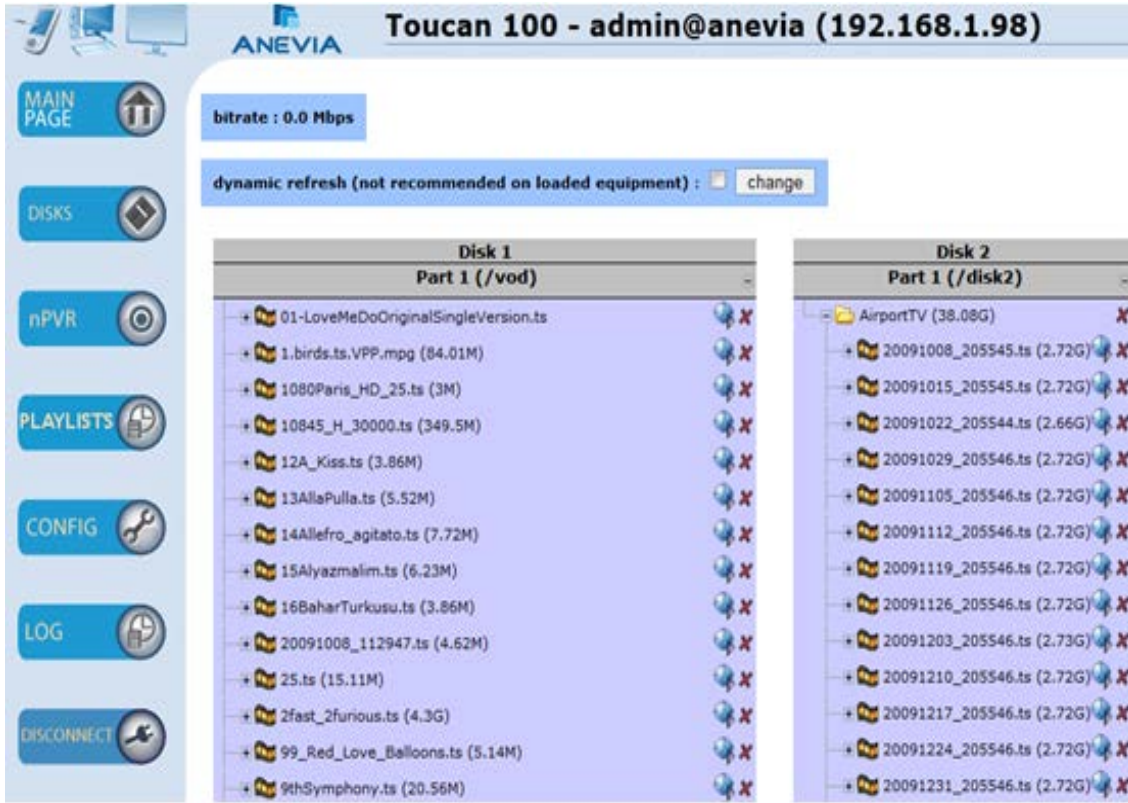 ANEVIA
Toucan 100 - admin@anevia (192.168.1.98)
MAIN PAGE
DISKS
nPVR
PLAYLISTS
CONFIG
LOG
DISCONNECT
bitrate : 0.0 Mbps
dynamic refresh (not recommended on loaded equipment) : change
Disk 1
Part 1 (/vod)
01-LoveMeDoOriginalSingleVersion.ts
1.birds.ts.VPP.mpg (84.01M)
1080Paris_HD_25.ts (3M)
10845_H_30000.ts (349.5M)
12A_Kiss.ts (3.86M)
13AllaPulla.ts (5.52M)
14Allefro_agitato.ts (7.72M)
15Alyazmalim.ts (6.23M)
16BaharTurkusu.ts (3.86M)
20091008_112947.ts (4.62M)
25.ts (15.11M)
2fast_2furious.ts (4.3G)
99_Red_Love_Balloons.ts (5.14M)
9thSymphony.ts (20.56M)
Disk 2
Part 1 (/disk2)
AirportTV (38.08G)
20091008_205545.ts (2.72G)
20091015_205545.ts (2.72G)
20091022_205544.ts (2.66G)
20091029_205546.ts (2.72G)
20091105_205546.ts (2.72G)
20091112_205546.ts (2.72G)
20091119_205546.ts (2.72G)
20091126_205546.ts (2.72G)
20091203_205546.ts (2.73G)
20091210_205546.ts (2.72G)
20091217_205546.ts (2.72G)
20091224_205546.ts (2.72G)
20091231_205546.ts (2.72G)